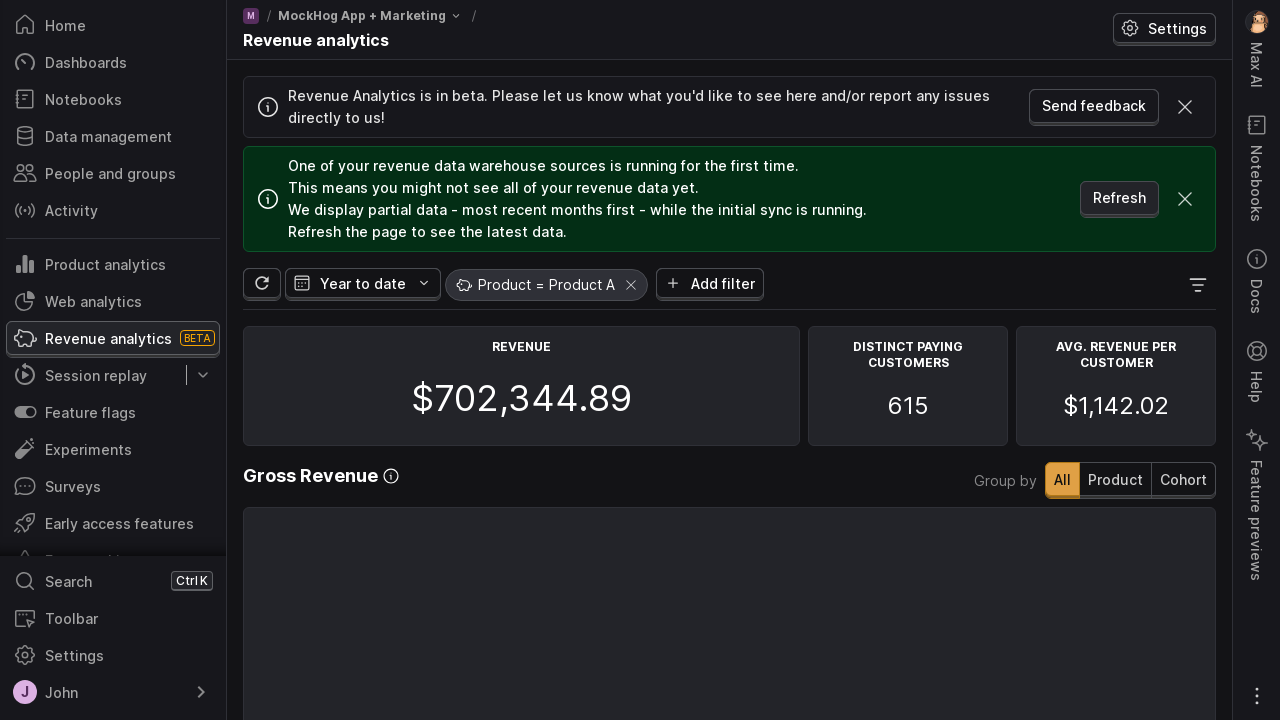 Home
Dashboards
Notebooks
Data management
People and groups
Activity
Product analytics
Web analytics
Revenue analytics BETA
Session replay
Feature flags
Experiments
Surveys
Early access features
Search Ctrl K
Toolbar
Settings
J John
M / MockHog App + Marketing /
Revenue analytics
Settings
Revenue Analytics is in beta. Please let us know what you'd like to see here and/or report any issues
directly to us!
Send feedback
One of your revenue data warehouse sources is running for the first time.
This means you might not see all of your revenue data yet.
We display partial data - most recent months first - while the initial sync is running.
Refresh the page to see the latest data.
Refresh
Year to date
Product = Product A
Add filter
REVENUE
$702,344.89
DISTINCT PAYING
CUSTOMERS
615
AVG. REVENUE PER
CUSTOMER
$1,142.02
Gross Revenue
Group by All Product Cohort
Max AI
Notebooks
Docs
Help
Feature previews